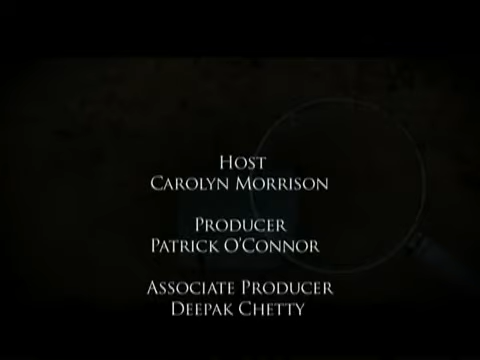 Host
Carolyn Morrison
Producer
Patrick O'Connor
Associate Producer
Deepak Chetty